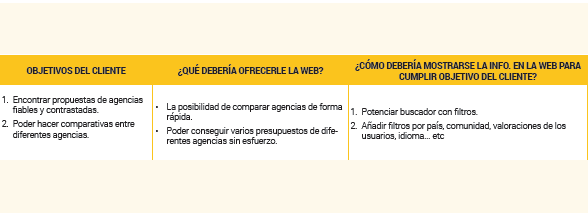 OBJETIVOS DEL CLIENTE
¿QUÉ DEBERÍA OFRECERLE LA WEB?
¿CÓMO DEBERÍA MOSTRARSE LA INFO. EN LA WEB PARA
CUMPLIR OBJETIVO DEL CLIENTE?
1. Encontrar propuestas de agencias
fiables y contrastadas.
2. Poder hacer comparativas entre
diferentes agencias.
• La posibilidad de comparar agencias de forma
rápida.
• Poder conseguir varios presupuestos de dife-
rentes agencias sin esfuerzo.
1. Potenciar buscador con filtros.
2. Añadir filtros por país, comunidad, valoraciones de los
usuarios, idioma... etc